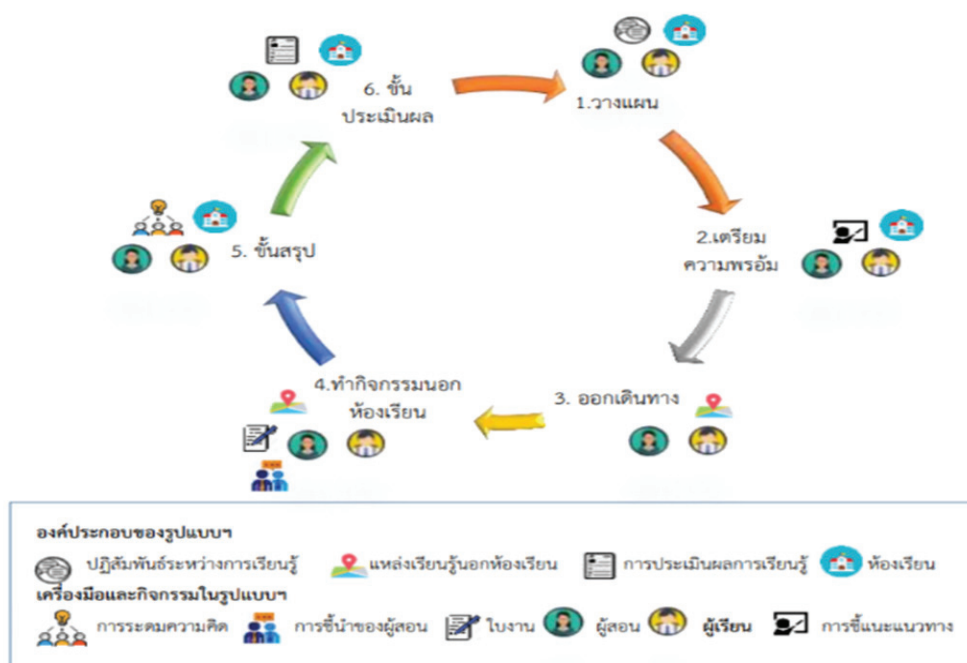 6. ขั้น
ประเมินผล
1.วางแผน
2.เตรียม
ความพร้อม
5. ขั้นสรุป
4.ทำกิจกรรมนอก
ห้องเรียน
3. ออกเดินทาง
องค์ประกอบของรูปแบบฯ
ปฏิสัมพันธ์ระหว่างการเรียนรู้ แหล่งเรียนรู้นอกห้องเรียน การประเมินผลการเรียนรู้ ห้องเรียน
เครื่องมือและกิจกรรมในรูปแบบฯ
การระดมความคิด การชี้นำของผู้สอน ใบงาน ผู้สอน ผู้เรียน การชี้แนะแนวทาง